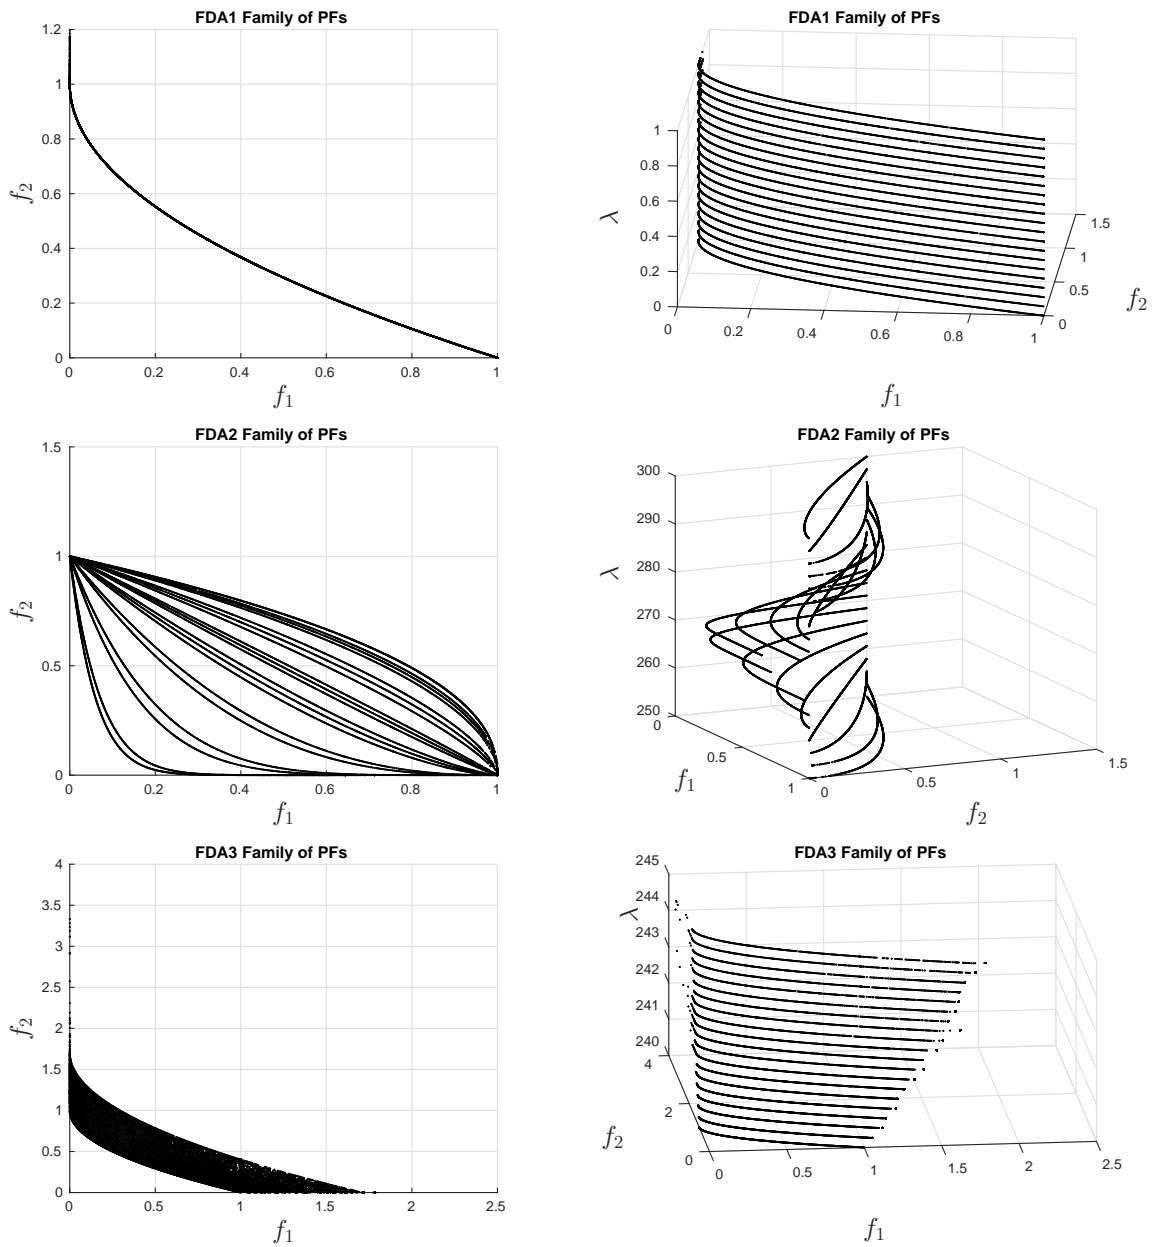 FDA1 Family of PFs
1.2
1
0.8
0.6
0.4
0.2
0
f2
0 0.2 0.4 0.6 0.8 1
f1
FDA1 Family of PFs
1
0.8
0.6
0.4
0.2
0
λ
0 0.2 0.4 0.6 0.8 1
f1
1.5
1
0.5
0
f2
FDA2 Family of PFs
1.5
1
0.5
0
f2
0 0.2 0.4 0.6 0.8 1
f1
FDA2 Family of PFs
300
290
280
270
260
250
λ
0
0.5
1
f1
0 0.5 1 1.5
f2
FDA3 Family of PFs
4
3.5
3
2.5
2
1.5
1
0.5
0
f2
0 0.5 1 1.5 2 2.5
f1
FDA3 Family of PFs
245
244
243
242
241
240
λ
4
2
0
f2
0 0.5 1 1.5 2 2.5
f1